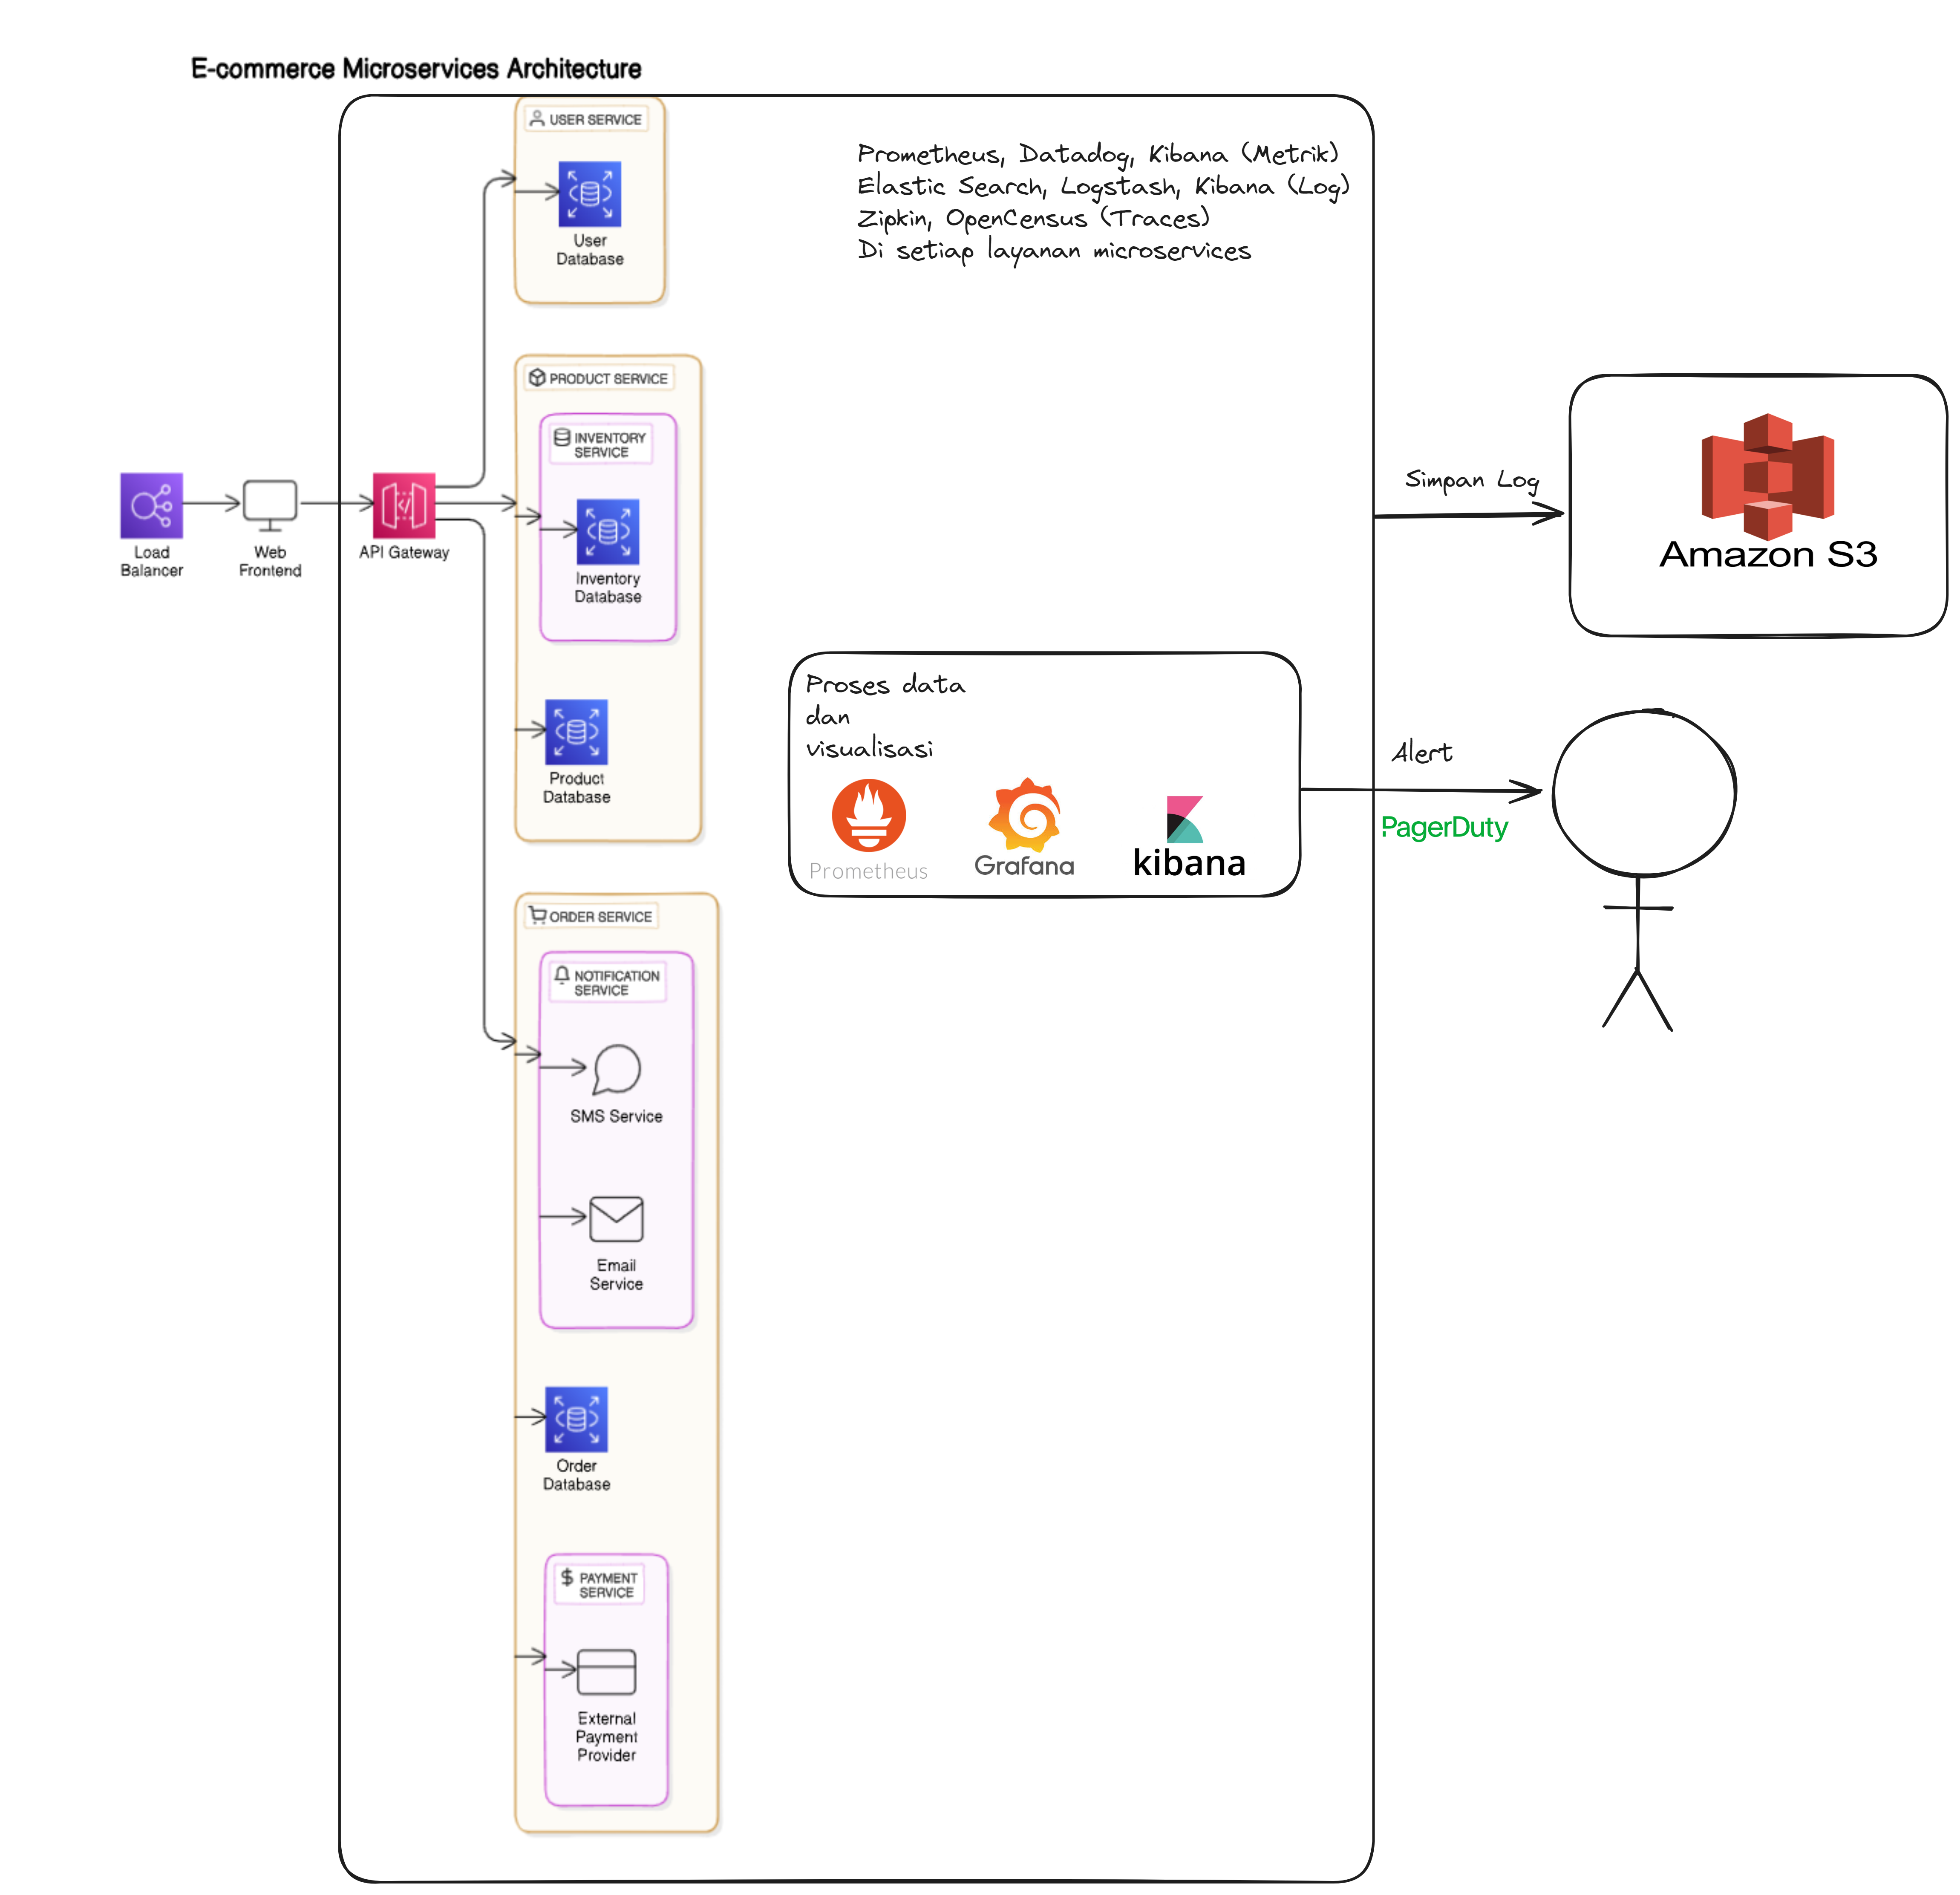 E-commerce Microservices Architecture
USER SERVICE
User
Database
Prometheus, Datadog, Kibana (Metrik)
Elastic Search, Logstash, Kibana (Log)
Zipkin, OpenCensus (Traces)
Di setiap layanan microservices
PRODUCT SERVICE
INVENTORY
SERVICE
Inventory
Database
Product
Database
Load
Balancer
Web
Frontend
API Gateway
Simpan Log
Amazon S3
Proses data
dan
visualisasi
Prometheus
Grafana
kibana
Alert
PagerDuty
ORDER SERVICE
NOTIFICATION
SERVICE
SMS Service
Email
Service
Order
Database
$ PAYMENT
SERVICE
External
Payment
Provider